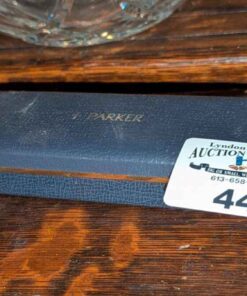 PARKER
Lyndon
AUCTION
613-658
44